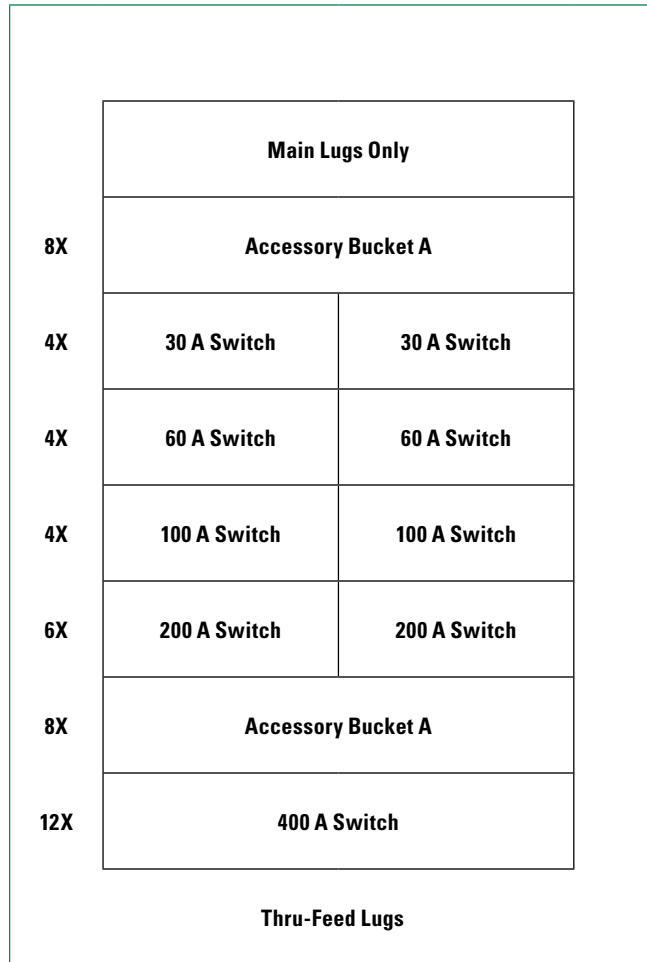 Main Lugs Only
8X Accessory Bucket A
4X 30 A Switch 30 A Switch
4X 60 A Switch 60 A Switch
4X 100 A Switch 100 A Switch
6X 200 A Switch 200 A Switch
8X Accessory Bucket A
12X 400 A Switch
Thru-Feed Lugs